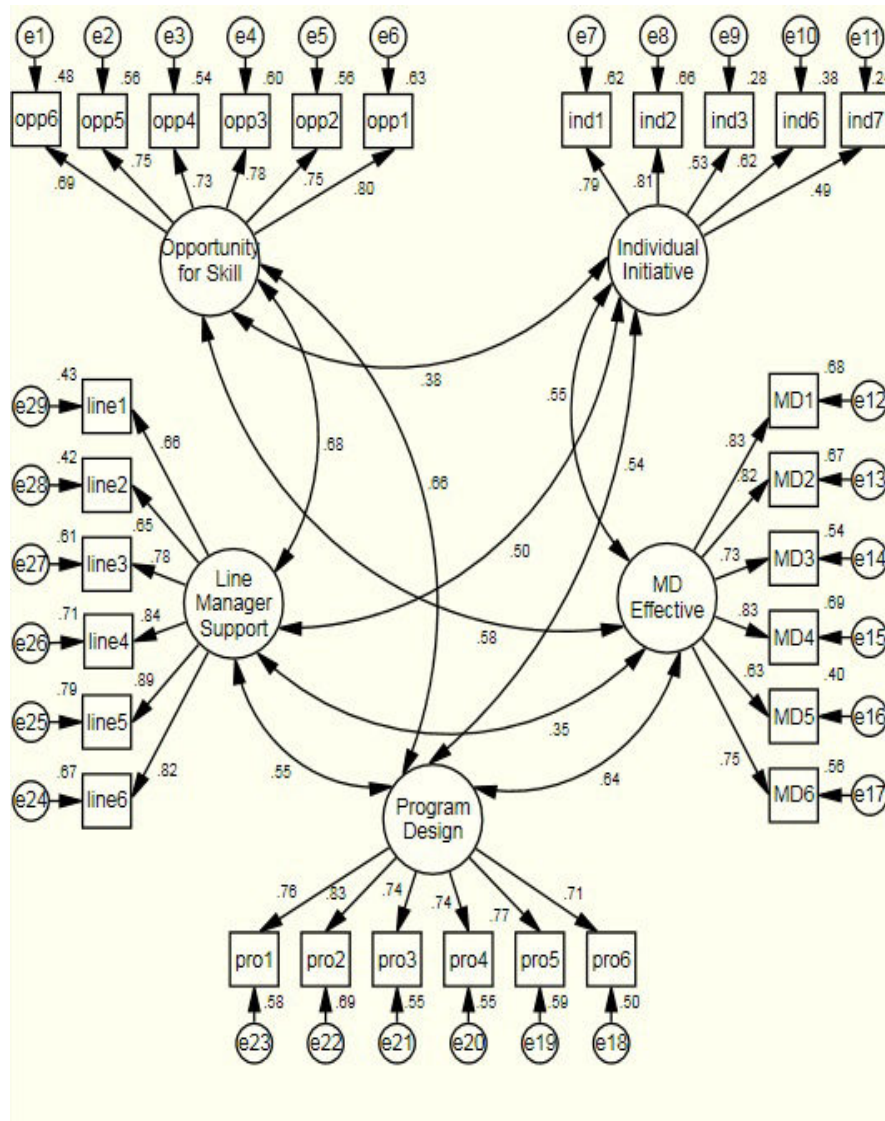 e1 e2 e3 e4 e5 e6 e7 e8 e9 e10 e11
.48 .56 .54 .60 .56 .63 .62 .66 .28 .38 .2
opp6 opp5 opp4 opp3 opp2 opp1 ind1 ind2 ind3 ind6 ind7
.69 .75 .73 .78 .75 .80 .79 .81 .53 .62 .49
Opportunity
for Skill
Individual
Initiative
.38
.55
.68
.66
.54
.50
.58
.35
.55
.64
.43
e29 line1 .66
.42
e28 line2 .65
.61
e27 line3 .78
.71
e26 line4 .84
.79
e25 line5 .89
.67
e24 line6 .82
Line
Manager
Support
MD
Effective
.68
.83 MD1 e12
.67
.82 MD2 e13
.54
.73 MD3 e14
.69
.83 MD4 e15
.40
.63 MD5 e16
.56
.75 MD6 e17
Program
Design
.76 .83 .74 .74 .77 .71
pro1 pro2 pro3 pro4 pro5 pro6
.58 .69 .55 .55 .59 .50
e23 e22 e21 e20 e19 e18